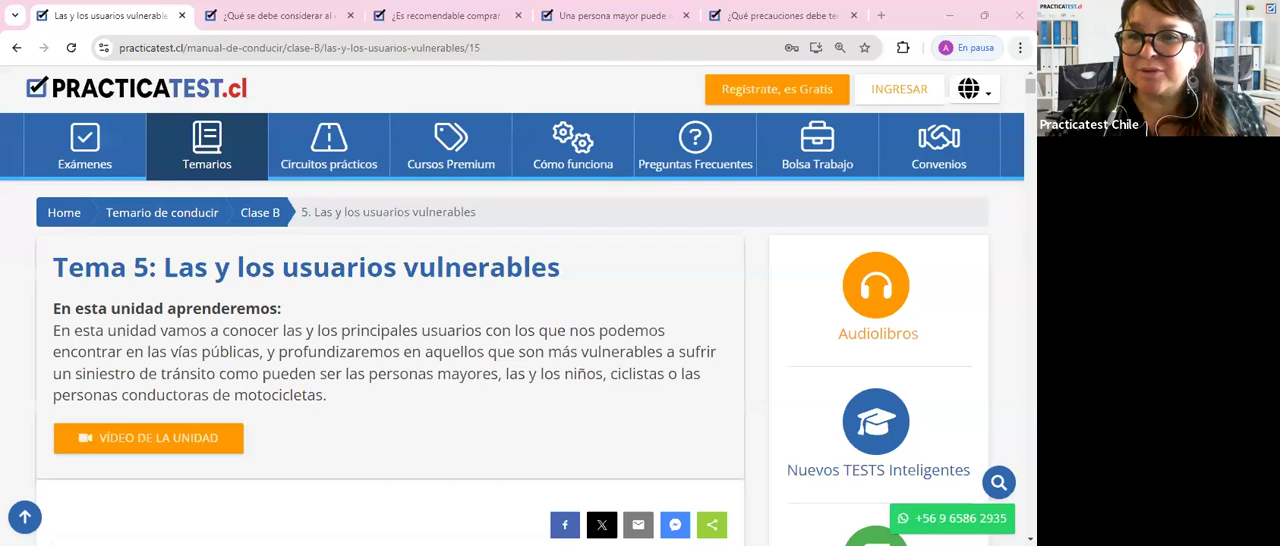 Las y los usuarios vulnerables
¿Qué se debe considerar al c
¿Es recomendable comprar
Una persona mayor puede s
¿Qué precauciones debe ten
practicatest.cl/manual-de-conducir/clase-B/las-y-los-usuarios-vulnerables/15
A En pausa
PRACTICATEST.cl
Practicatest Chile
PRACTICATEST.cl
Regístrate, es Gratis
INGRESAR
Exámenes
Temarios
Circuitos prácticos
Cursos Premium
Cómo funciona
Preguntas Frecuentes
Bolsa Trabajo
Convenios
Home
Temario de conducir
Clase B
5. Las y los usuarios vulnerables
Tema 5: Las y los usuarios vulnerables
En esta unidad aprenderemos:
En esta unidad vamos a conocer las y los principales usuarios con los que nos podemos
encontrar en las vías públicas, y profundizaremos en aquellos que son más vulnerables a sufrir
un siniestro de tránsito como pueden ser las personas mayores, las y los niños, ciclistas o las
personas conductoras de motocicletas.
VÍDEO DE LA UNIDAD
Audiolibros
Nuevos TESTS Inteligentes
+56 9 6586 2935